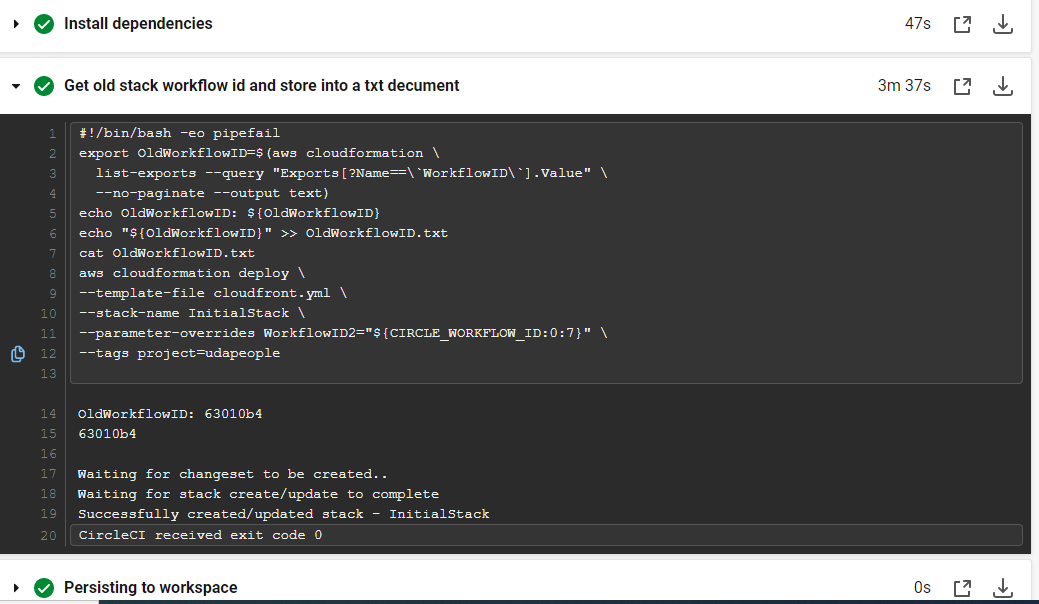 Install dependencies 47s
Get old stack workflow id and store into a txt decument 3m 37s
1 #!/bin/bash -eo pipefail
2 export OldWorkflowID=$(aws cloudformation \
3 list-exports --query "Exports[?Name==\`WorkflowID\`].Value" \
4 --no-paginate --output text)
5 echo OldWorkflowID: ${OldWorkflowID}
6 echo "${OldWorkflowID}" >> OldWorkflowID.txt
7 cat OldWorkflowID.txt
8 aws cloudformation deploy \
9 --template-file cloudfront.yml \
10 --stack-name InitialStack \
11 --parameter-overrides WorkflowID2="${CIRCLE_WORKFLOW_ID:0:7}" \
12 --tags project=udapeople
13
14 OldWorkflowID: 63010b4
15 63010b4
16
17 Waiting for changeset to be created..
18 Waiting for stack create/update to complete
19 Successfully created/updated stack - InitialStack
20 CircleCI received exit code 0
Persisting to workspace 0s